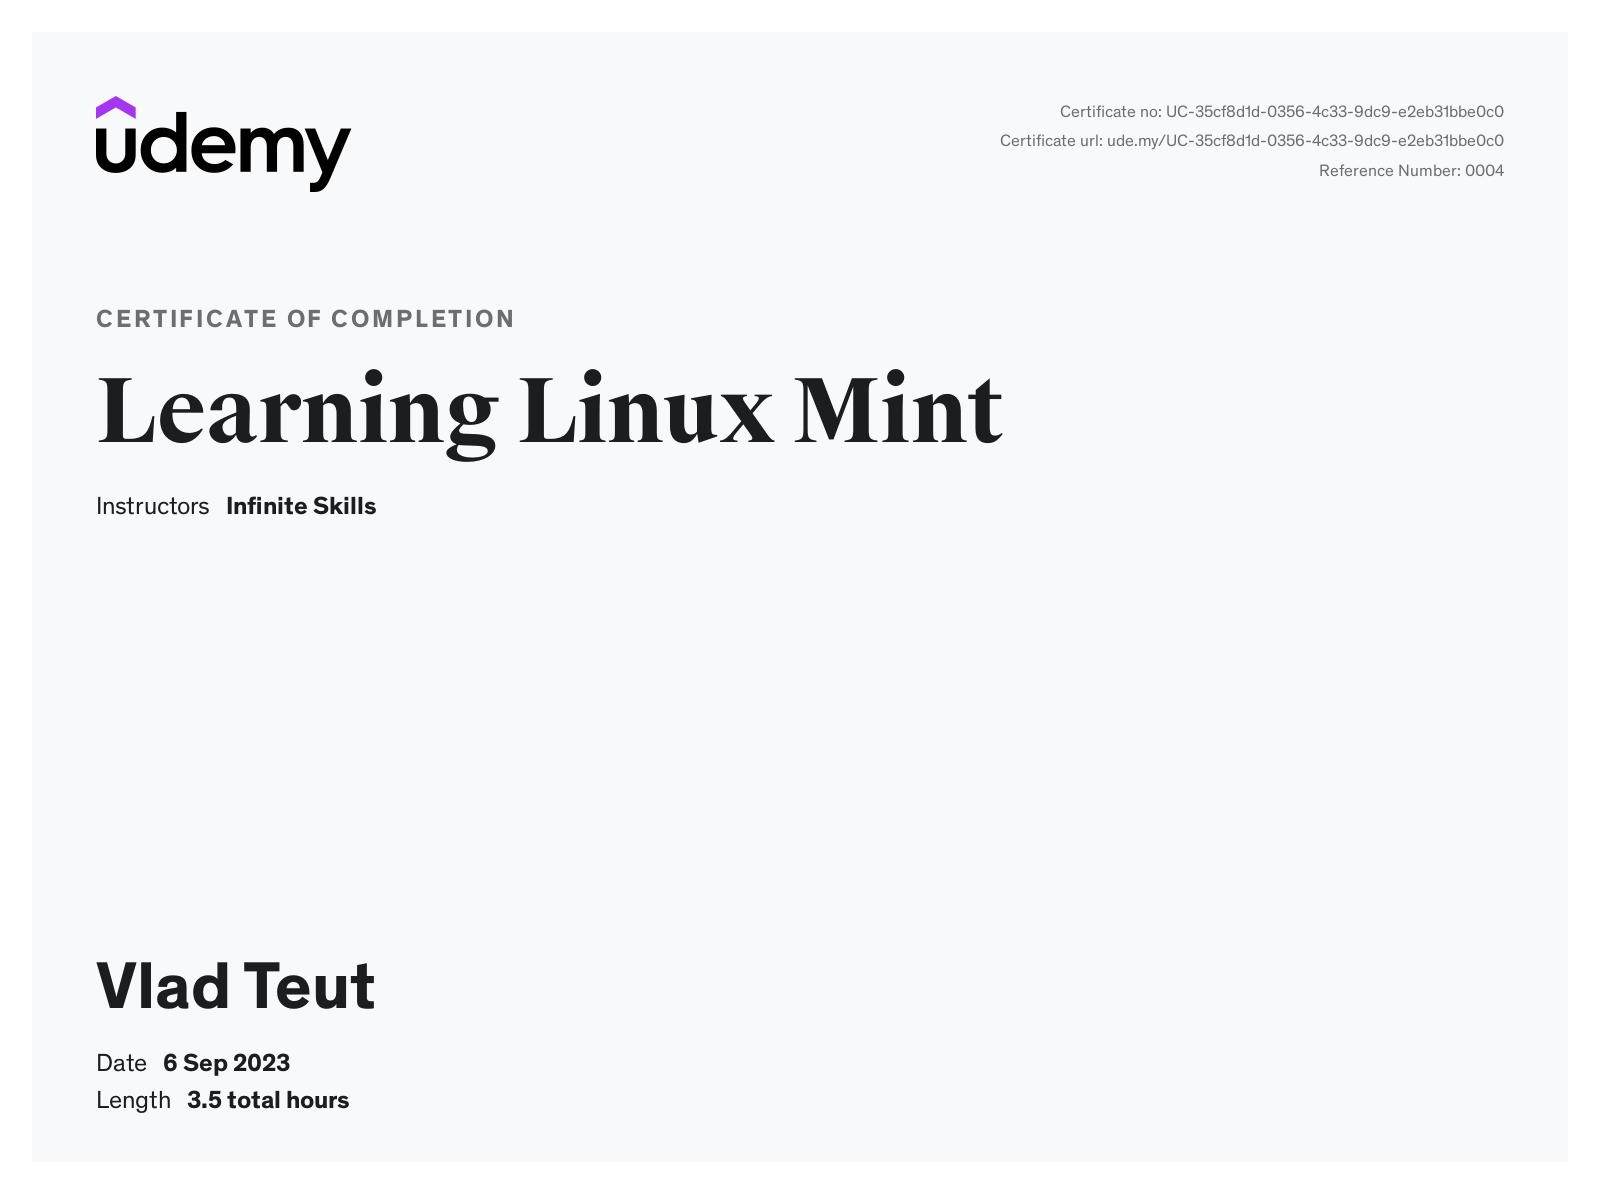 udemy
Certificate no: UC-35cf8d1d-0356-4c33-9dc9-e2eb31bbe0c0
Certificate url: ude.my/UC-35cf8d1d-0356-4c33-9dc9-e2eb31bbe0c0
Reference Number: 0004
CERTIFICATE OF COMPLETION
Learning Linux Mint
Instructors Infinite Skills
Vlad Teut
Date 6 Sep 2023
Length 3.5 total hours